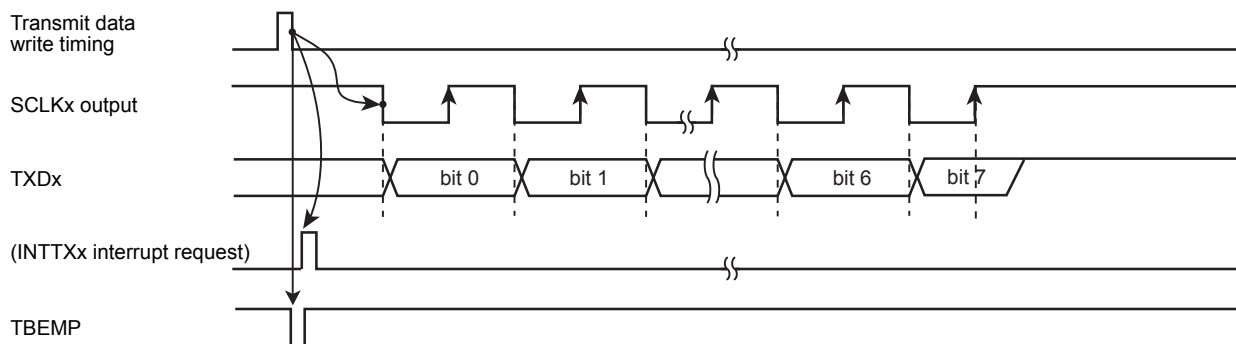 Transmit data
write timing
SCLKx output
TXDx
bit 0 bit 1 bit 6 bit 7
(INTTXx interrupt request)
TBEMP